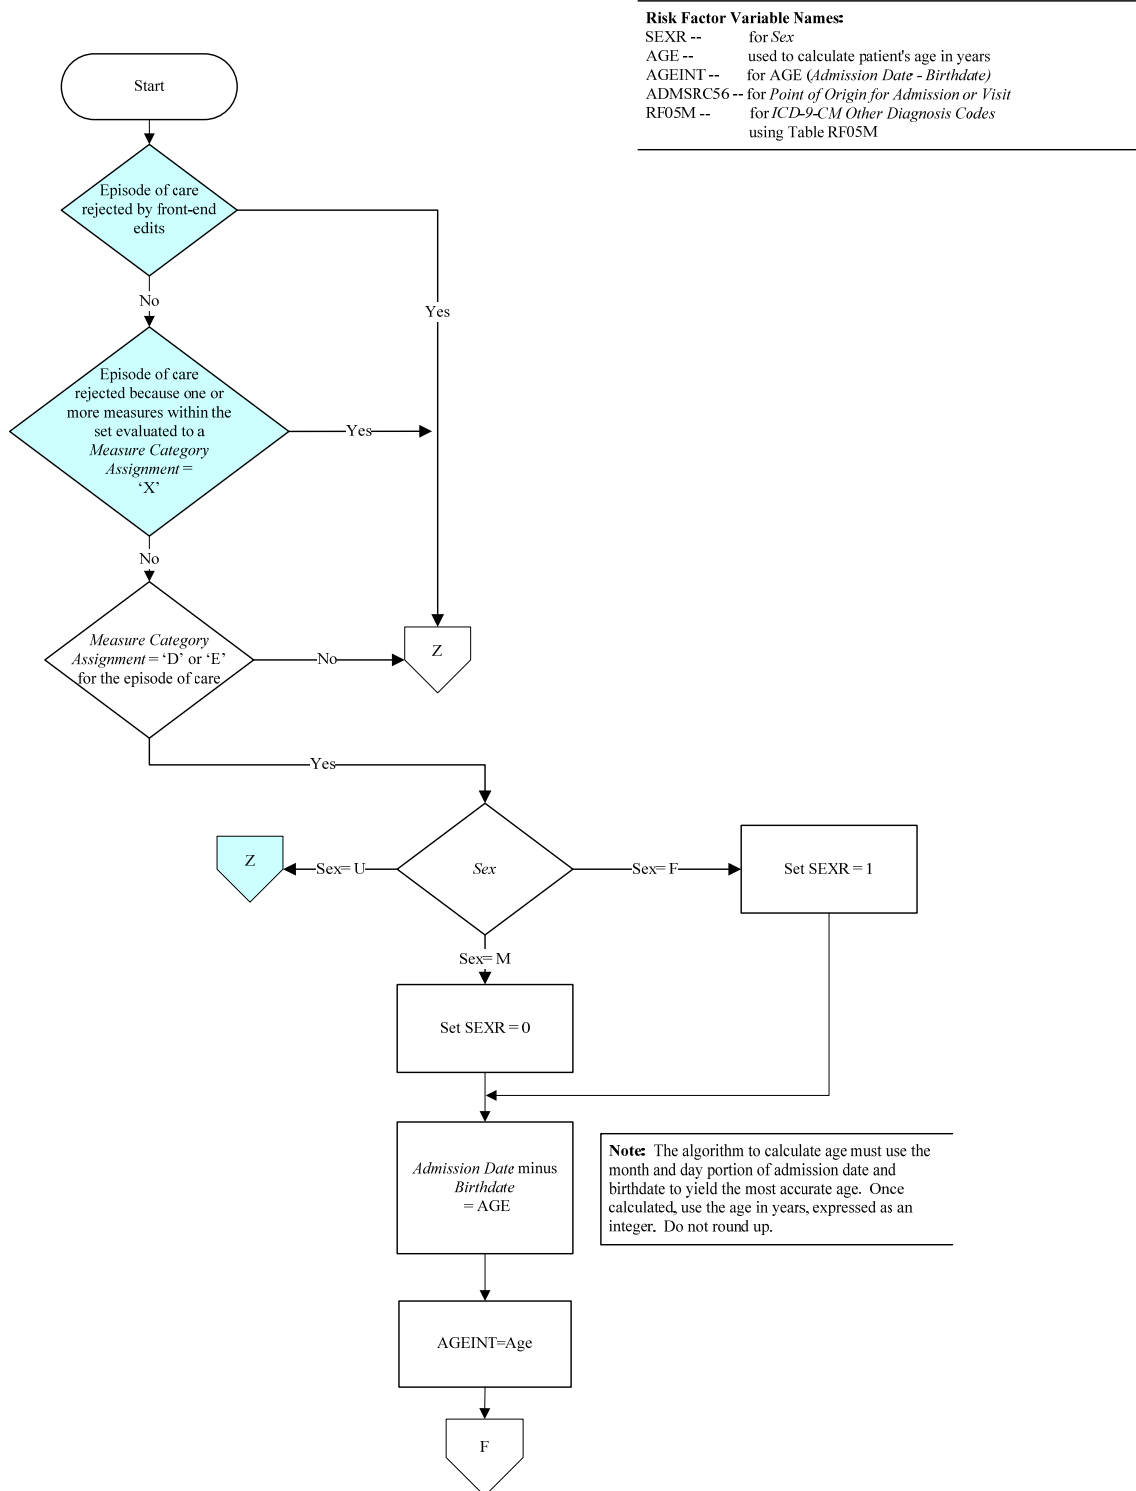 Risk Factor Variable Names:
SEXR -- for Sex
AGE -- used to calculate patient's age in years
AGEINT -- for AGE (Admission Date - Birthdate)
ADMSRC56 -- for Point of Origin for Admission or Visit
RF05M -- for ICD-9-CM Other Diagnosis Codes
using Table RF05M
Start
Episode of care
rejected by front-end
edits
Yes
No
Episode of care
rejected because one or
more measures within the
set evaluated to a
Measure Category
Assignment =
‘X’
Yes
No
Measure Category
Assignment = ‘D’ or ‘E’
for the episode of care
No
Z
Yes
Z
Sex= U
Sex
Sex= F
Set SEXR = 1
Sex= M
Set SEXR = 0
Admission Date minus
Birthdate
= AGE
Note: The algorithm to calculate age must use the
month and day portion of admission date and
birthdate to yield the most accurate age. Once
calculated, use the age in years, expressed as an
integer. Do not round up.
AGEINT=Age
F